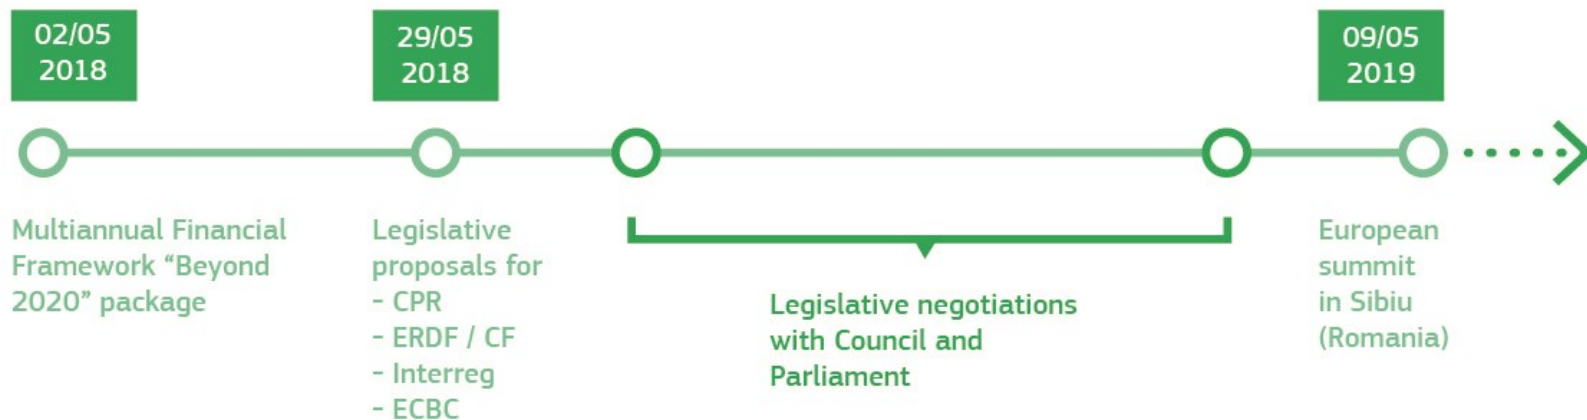 02/05
2018
29/05
2018
09/05
2019
Multiannual Financial
Framework “Beyond
2020” package
Legislative
proposals for
- CPR
- ERDF / CF
- Interreg
- ECBC
Legislative negotiations
with Council and
Parliament
European
summit
in Sibiu
(Romania)